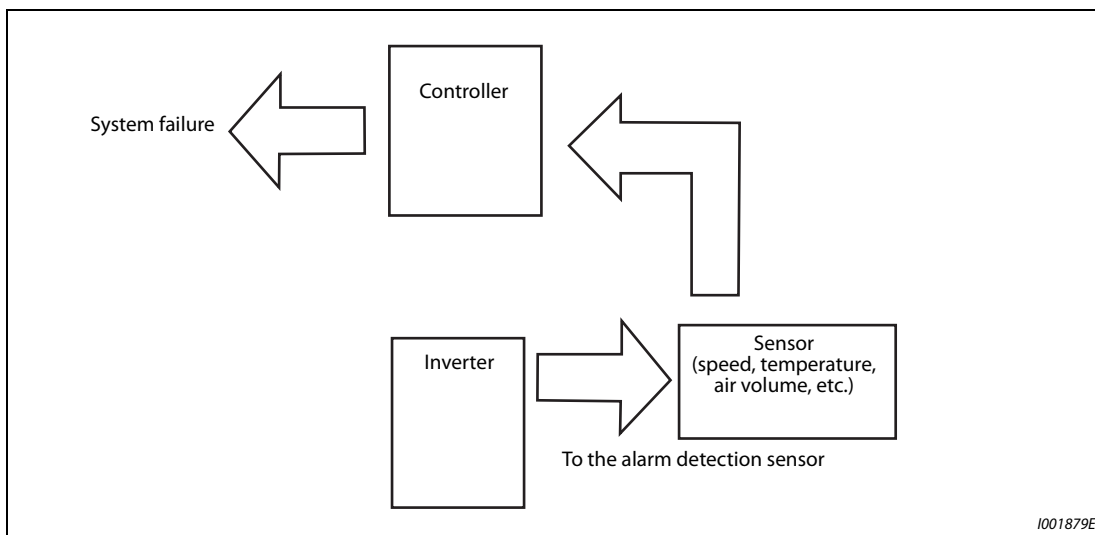 Controller
System failure
Inverter
Sensor
(speed, temperature,
air volume, etc.)
To the alarm detection sensor
I001879E